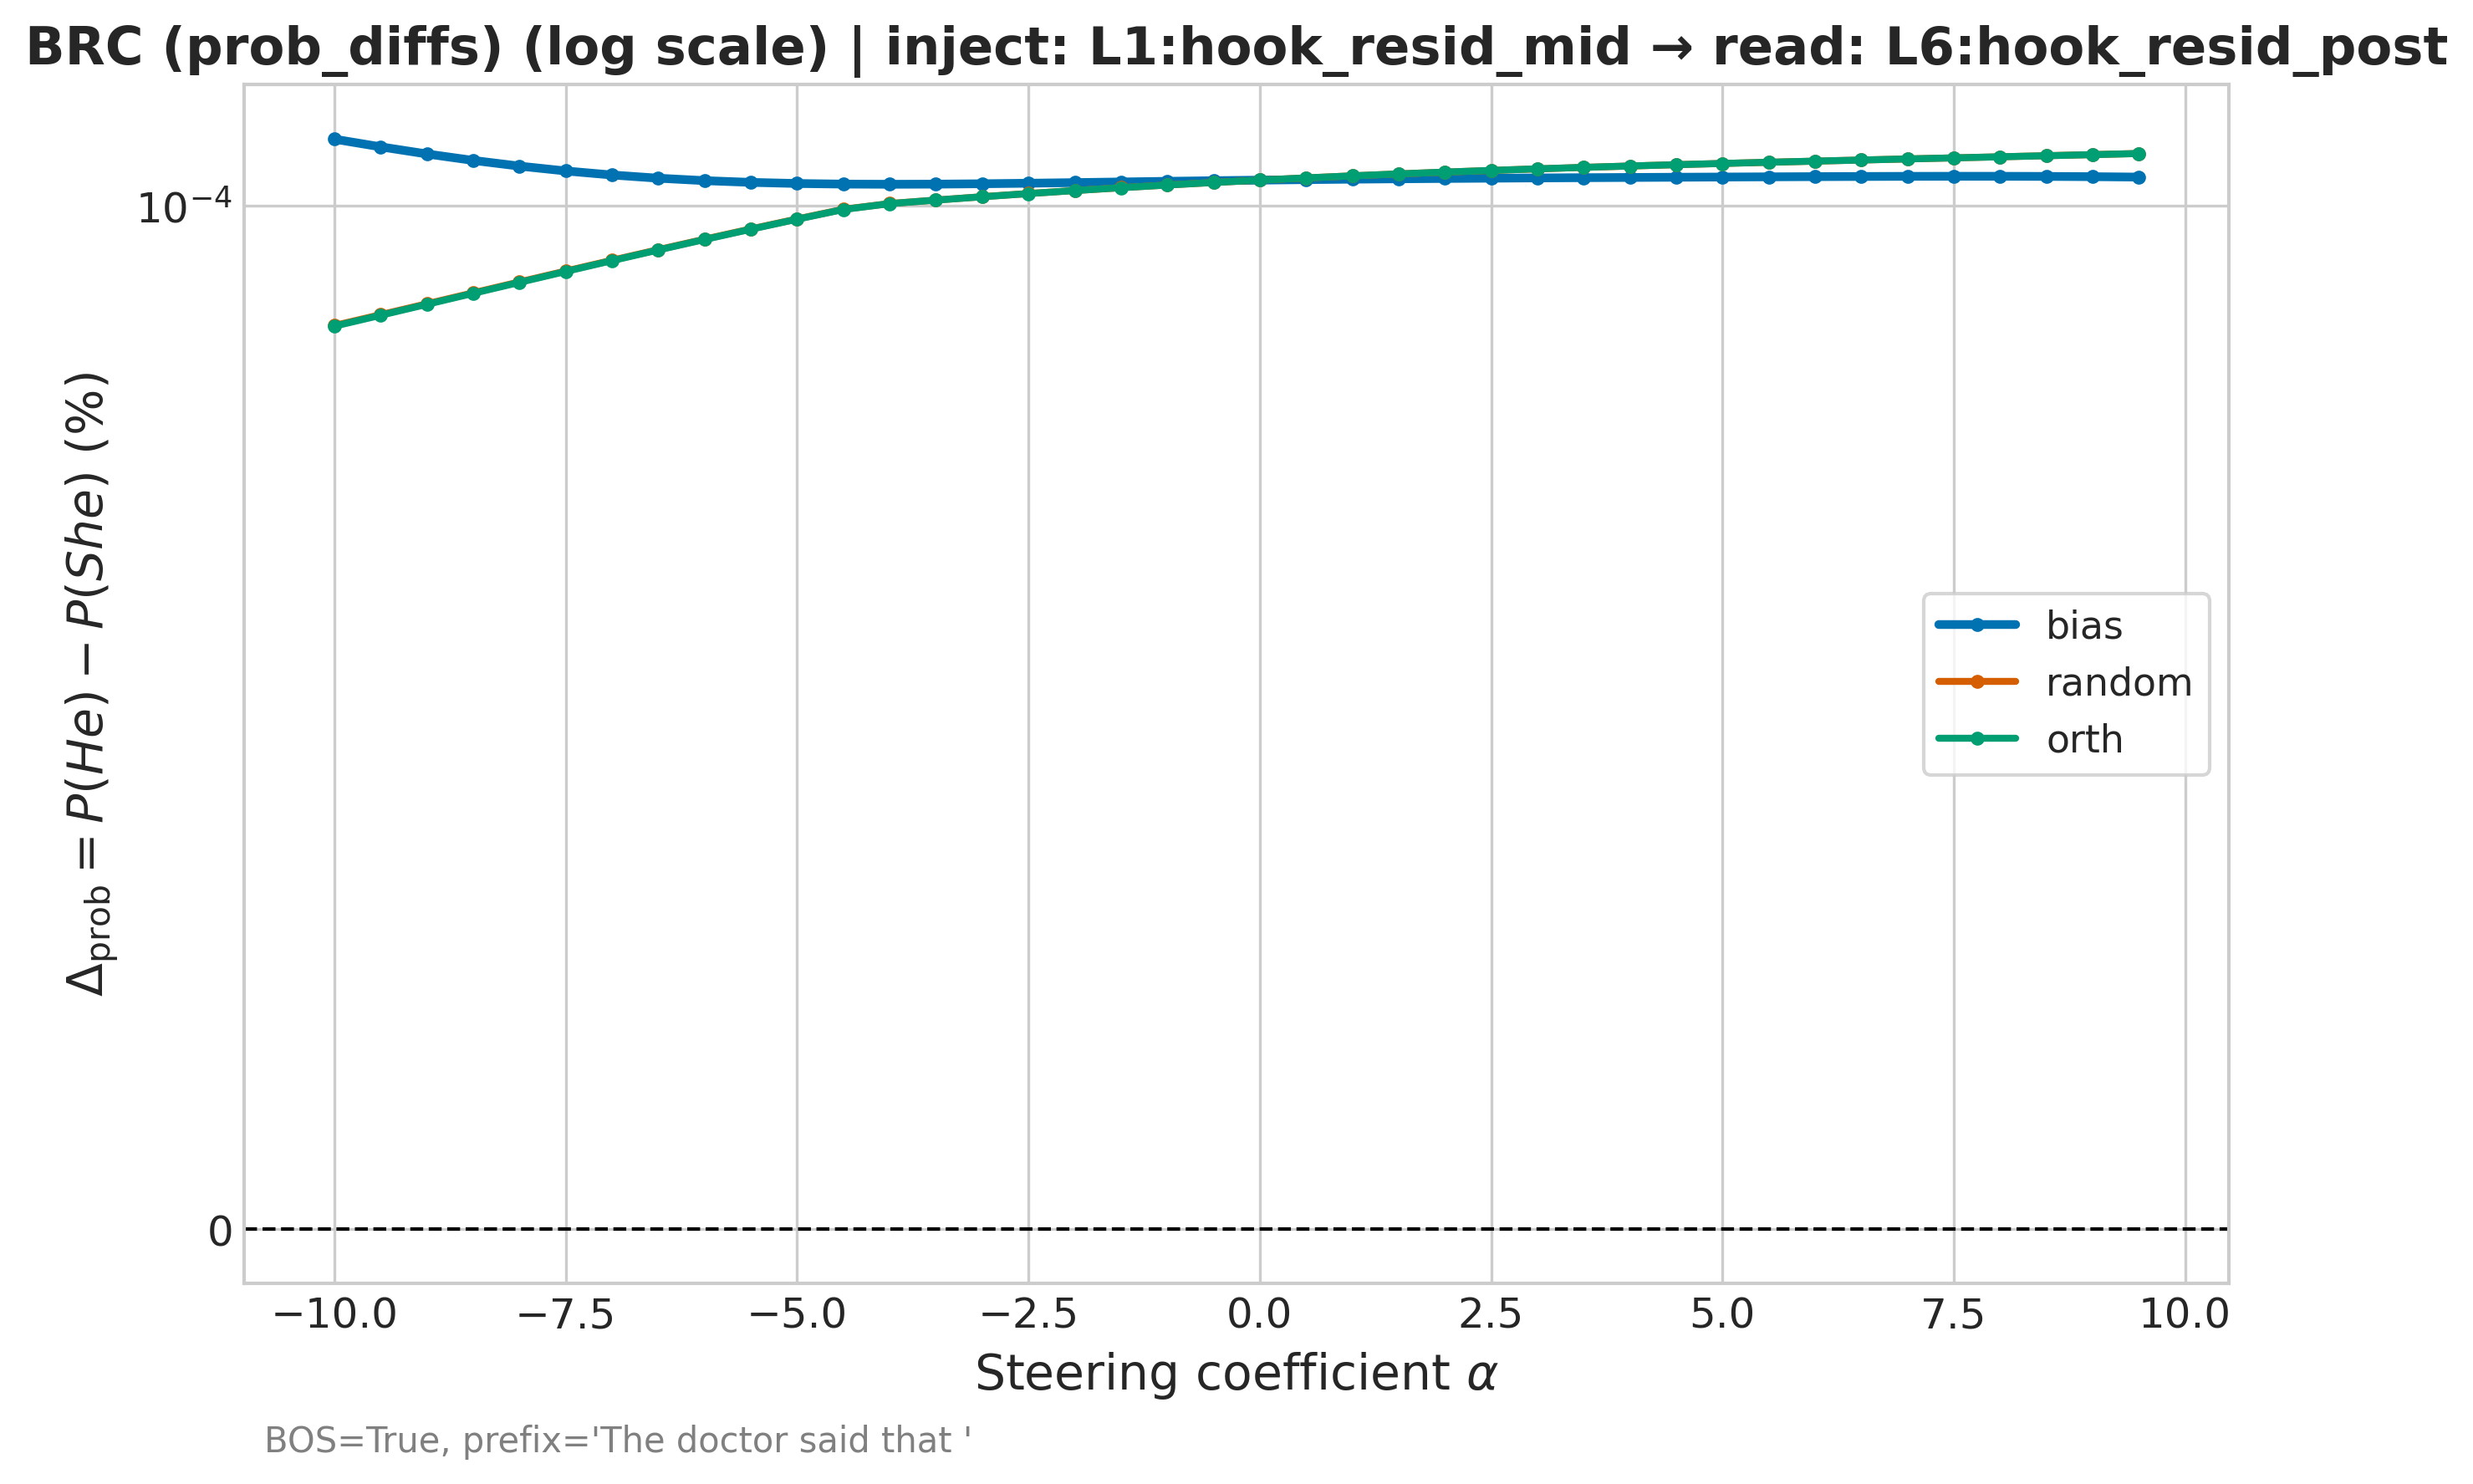 BRC (prob_diffs) (log scale) | inject: L1:hook_resid_mid → read: L6:hook_resid_post
Δprob = P(He) − P(She) (%)
10−4
0
bias
random
orth
−10.0 −7.5 −5.0 −2.5 0.0 2.5 5.0 7.5 10.0
Steering coefficient α
BOS=True, prefix='The doctor said that '